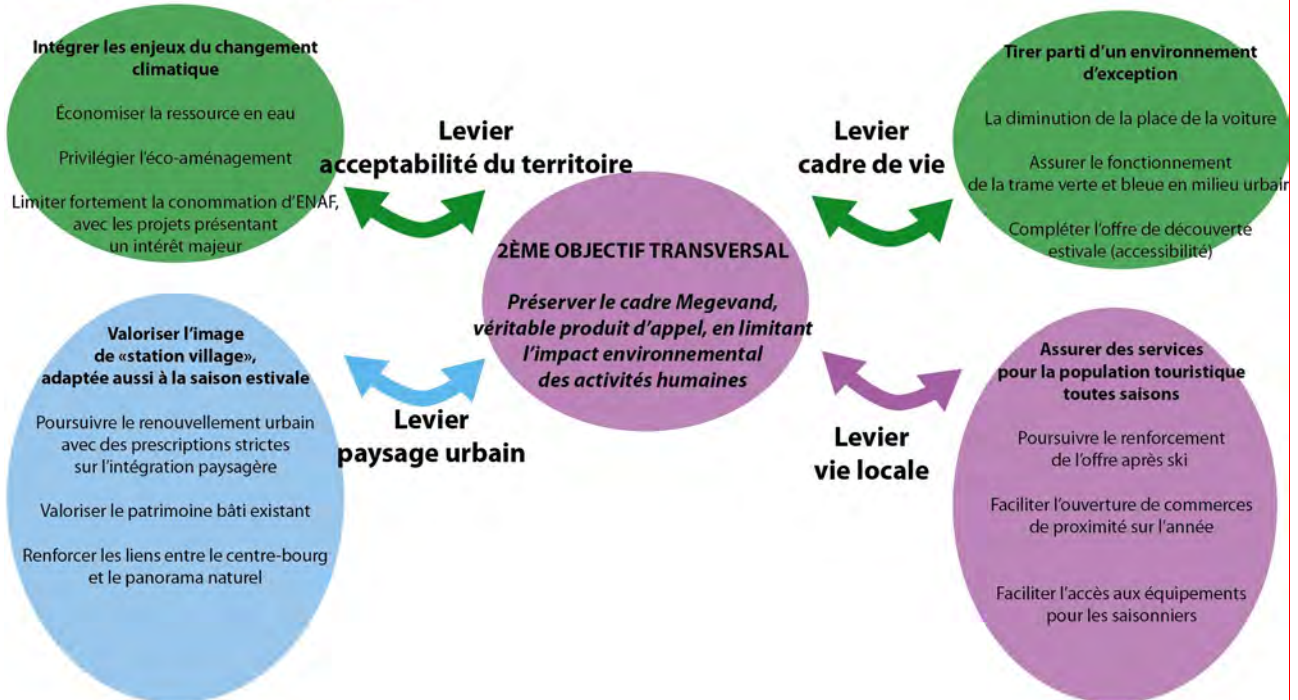 Intégrer les enjeux du changement
climatique
Économiser la ressource en eau
Privilégier l'éco-aménagement
Limiter fortement la conommation d'ENAF,
avec les projets présentant
un intérêt majeur
Levier
acceptabilité du territoire
Levier
cadre de vie
Tirer parti d'un environnement
d'exception
La diminution de la place de la voiture
Assurer le fonctionnement
de la trame verte et bleue en milieu urbain
Compléter l'offre de découverte
estivale (accessibilité)
2ÈME OBJECTIF TRANSVERSAL
Préserver le cadre Megevand,
véritable produit d'appel, en limitant
l'impact environnemental
des activités humaines
Valoriser l'image
de «station village»,
adaptée aussi à la saison estivale
Poursuivre le renouvellement urbain
avec des prescriptions strictes
sur l'intégration paysagère
Valoriser le patrimoine bâti existant
Renforcer les liens entre le centre-bourg
et le panorama naturel
Levier
paysage urbain
Levier
vie locale
Assurer des services
pour la population touristique
toutes saisons
Poursuivre le renforcement
de l'offre après ski
Faciliter l'ouverture de commerces
de proximité sur l'année
Faciliter l'accès aux équipements
pour les saisonniers